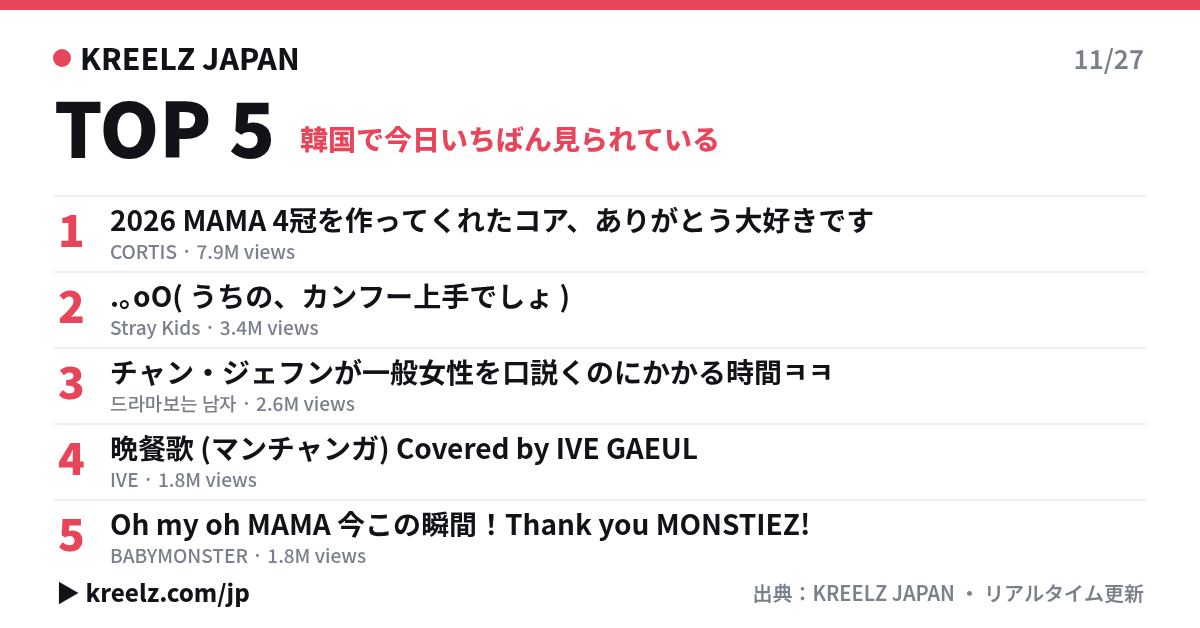 KREELZ JAPAN
11/27
TOP 5 韓国で今日いちばん見られている
1 2026 MAMA 4冠を作ってくれたコア、ありがとう大好きです
CORTIS · 7.9M views
2 .｡oO( うちの、カンフー上手でしょ )
Stray Kids · 3.4M views
3 チャン・ジェフンが一般女性を口説くのにかかる時間ㅋㅋ
드라마보는 남자 · 2.6M views
4 晩餐歌 (マンチャンガ) Covered by IVE GAEUL
IVE · 1.8M views
5 Oh my oh MAMA 今この瞬間！Thank you MONSTIEZ!
BABYMONSTER · 1.8M views
▶ kreelz.com/jp
出典：KREELZ JAPAN ・ リアルタイム更新